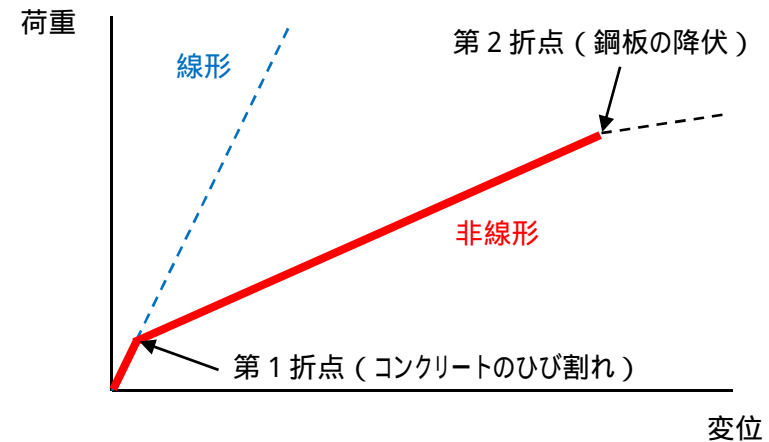 荷重
第2折点(鋼板の降伏)
線形
非線形
第1折点(コンクリートのひび割れ)
変位